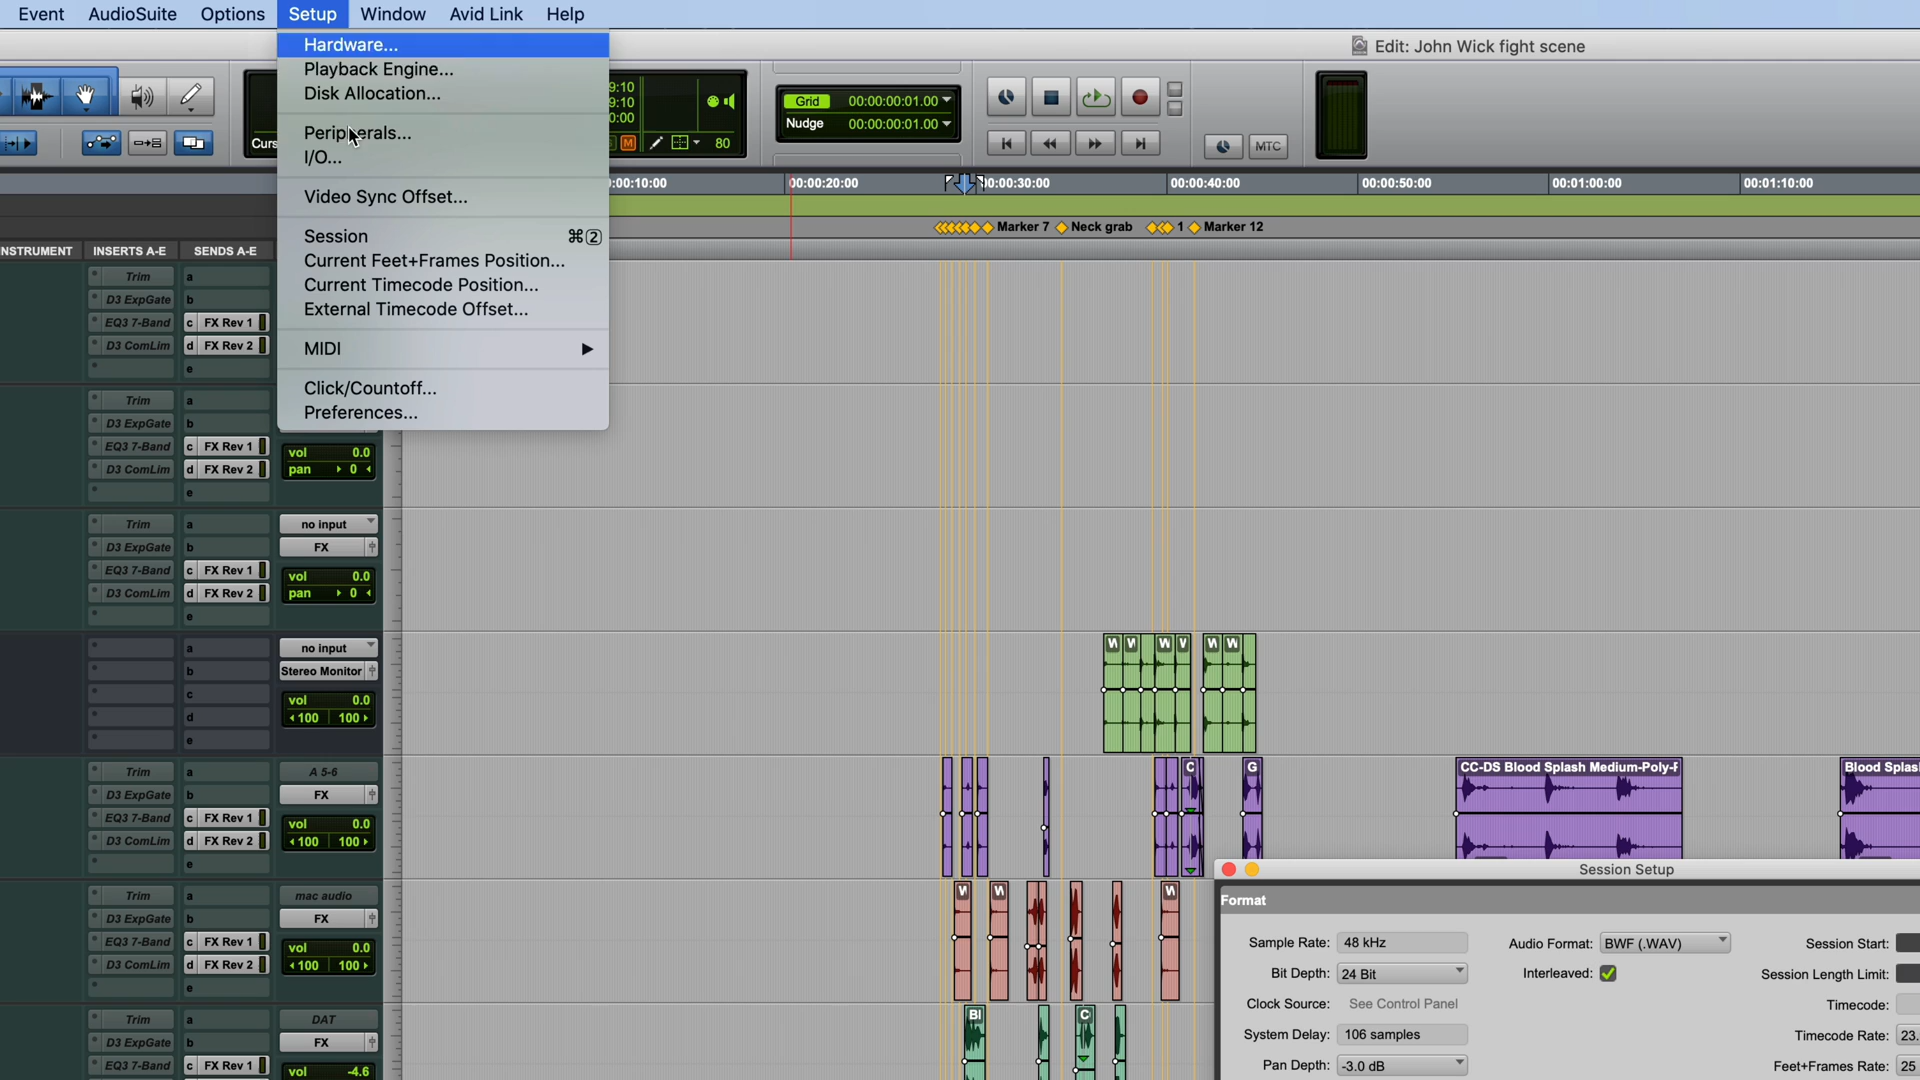 Event AudioSuite Options Setup Window Avid Link Help
Hardware...
Playback Engine...
Disk Allocation...
Peripherals...
I/O...
Video Sync Offset...
Session ⌘②
Current Feet+Frames Position...
Current Timecode Position...
External Timecode Offset...
MIDI ▶
Click/Countoff...
Preferences...
Edit: John Wick fight scene
9:10
9:10
0:00
Curs
M 80
Grid 00:00:00:01.00
Nudge 00:00:00:01.00
MTC
0:00:10:00 00:00:20:00 00:00:30:00 00:00:40:00 00:00:50:00 00:01:00:00 00:01:10:00
Marker 7 Neck grab 1 Marker 12
NSTRUMENT INSERTS A-E SENDS A-E
Trim a
D3 ExpGate b
EQ3 7-Band c FX Rev 1
D3 ComLim d FX Rev 2
e
Trim a
D3 ExpGate b
EQ3 7-Band c FX Rev 1 vol 0.0
D3 ComLim d FX Rev 2 pan 0
e
Trim a no input
D3 ExpGate b FX
EQ3 7-Band c FX Rev 1 vol 0.0
D3 ComLim d FX Rev 2 pan 0
e
a no input
b Stereo Monitor
c vol 0.0
d 100 100
e
W W W V W W
Trim a A 5-6
D3 ExpGate b FX
EQ3 7-Band c FX Rev 1 vol 0.0
D3 ComLim d FX Rev 2 100 100
e
C G CC-DS Blood Splash Medium-Poly-F Blood Splas
Trim a mac audio
D3 ExpGate b FX
EQ3 7-Band c FX Rev 1 vol 0.0
D3 ComLim d FX Rev 2 100 100
e
W W W
Trim a DAT
D3 ExpGate b FX
EQ3 7-Band c FX Rev 1 vol -4.6
Bl C
Session Setup
Format
Sample Rate: 48 kHz Audio Format: BWF (.WAV) Session Start:
Bit Depth: 24 Bit Interleaved: Session Length Limit:
Clock Source: See Control Panel Timecode:
System Delay: 106 samples Timecode Rate: 23.
Pan Depth: -3.0 dB Feet+Frames Rate: 25